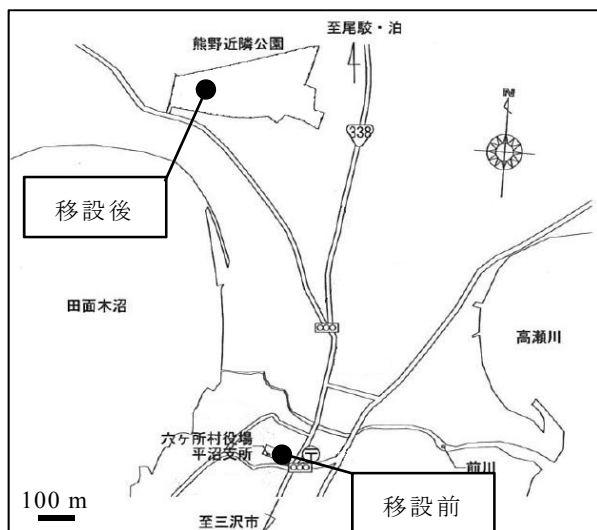 至尾駮・泊
熊野近隣公園
N
338
移設後
田面木沼
高瀬川
六ヶ所村役場
平沼支所
〒
前川
移設前
100 m
至三沢市